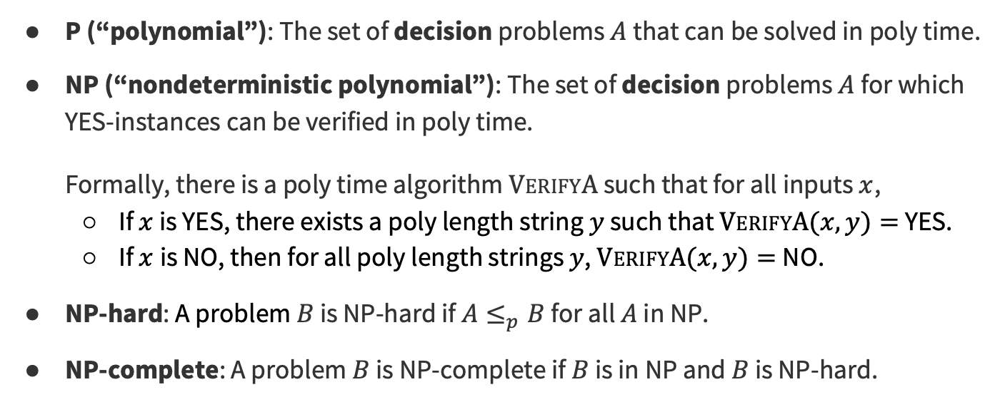 ● P (“polynomial”): The set of decision problems A that can be solved in poly time.
● NP (“nondeterministic polynomial”): The set of decision problems A for which
YES-instances can be verified in poly time.
Formally, there is a poly time algorithm VERIFYA such that for all inputs x,
○ If x is YES, there exists a poly length string y such that VERIFYA(x, y) = YES.
○ If x is NO, then for all poly length strings y, VERIFYA(x, y) = NO.
● NP-hard: A problem B is NP-hard if A ≤ₚ B for all A in NP.
● NP-complete: A problem B is NP-complete if B is in NP and B is NP-hard.